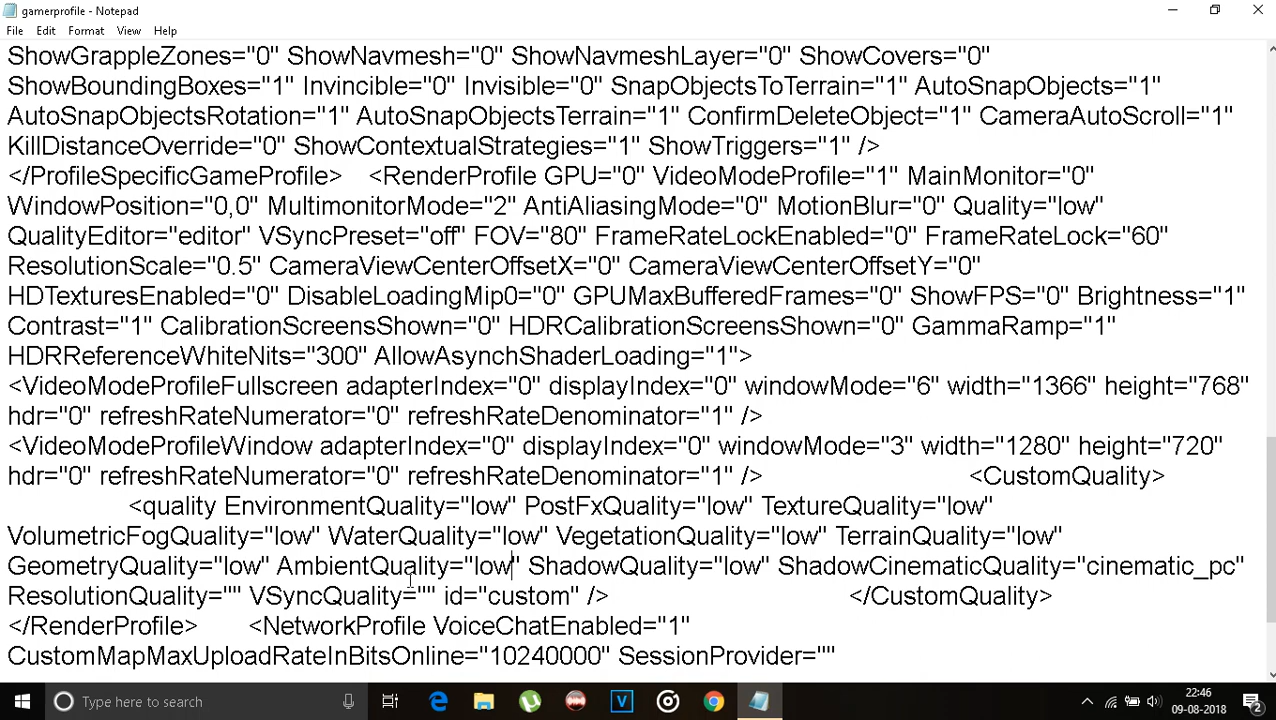 gamerprofile - Notepad
File Edit Format View Help
ShowGrappleZones="0" ShowNavmesh="0" ShowNavmeshLayer="0" ShowCovers="0"
ShowBoundingBoxes="1" Invincible="0" Invisible="0" SnapObjectsToTerrain="1" AutoSnapObjects="1"
AutoSnapObjectsRotation="1" AutoSnapObjectsTerrain="1" ConfirmDeleteObject="1" CameraAutoScroll="1"
KillDistanceOverride="0" ShowContextualStrategies="1" ShowTriggers="1" />
</ProfileSpecificGameProfile> <RenderProfile GPU="0" VideoModeProfile="1" MainMonitor="0"
WindowPosition="0,0" MultimonitorMode="2" AntiAliasingMode="0" MotionBlur="0" Quality="low"
QualityEditor="editor" VSyncPreset="off" FOV="80" FrameRateLockEnabled="0" FrameRateLock="60"
ResolutionScale="0.5" CameraViewCenterOffsetX="0" CameraViewCenterOffsetY="0"
HDTexturesEnabled="0" DisableLoadingMip0="0" GPUMaxBufferedFrames="0" ShowFPS="0" Brightness="1"
Contrast="1" CalibrationScreensShown="0" HDRCalibrationScreensShown="0" GammaRamp="1"
HDRReferenceWhiteNits="300" AllowAsynchShaderLoading="1">
<VideoModeProfileFullscreen adapterIndex="0" displayIndex="0" windowMode="6" width="1366" height="768"
hdr="0" refreshRateNumerator="0" refreshRateDenominator="1" />
<VideoModeProfileWindow adapterIndex="0" displayIndex="0" windowMode="3" width="1280" height="720"
hdr="0" refreshRateNumerator="0" refreshRateDenominator="1" /> <CustomQuality>
<quality EnvironmentQuality="low" PostFxQuality="low" TextureQuality="low"
VolumetricFogQuality="low" WaterQuality="low" VegetationQuality="low" TerrainQuality="low"
GeometryQuality="low" AmbientQuality="low" ShadowQuality="low" ShadowCinematicQuality="cinematic_pc"
ResolutionQuality="" VSyncQuality="" id="custom" /> </CustomQuality>
</RenderProfile> <NetworkProfile VoiceChatEnabled="1"
CustomMapMaxUploadRateInBitsOnline="10240000" SessionProvider=""
Type here to search
22:46
09-08-2018
2